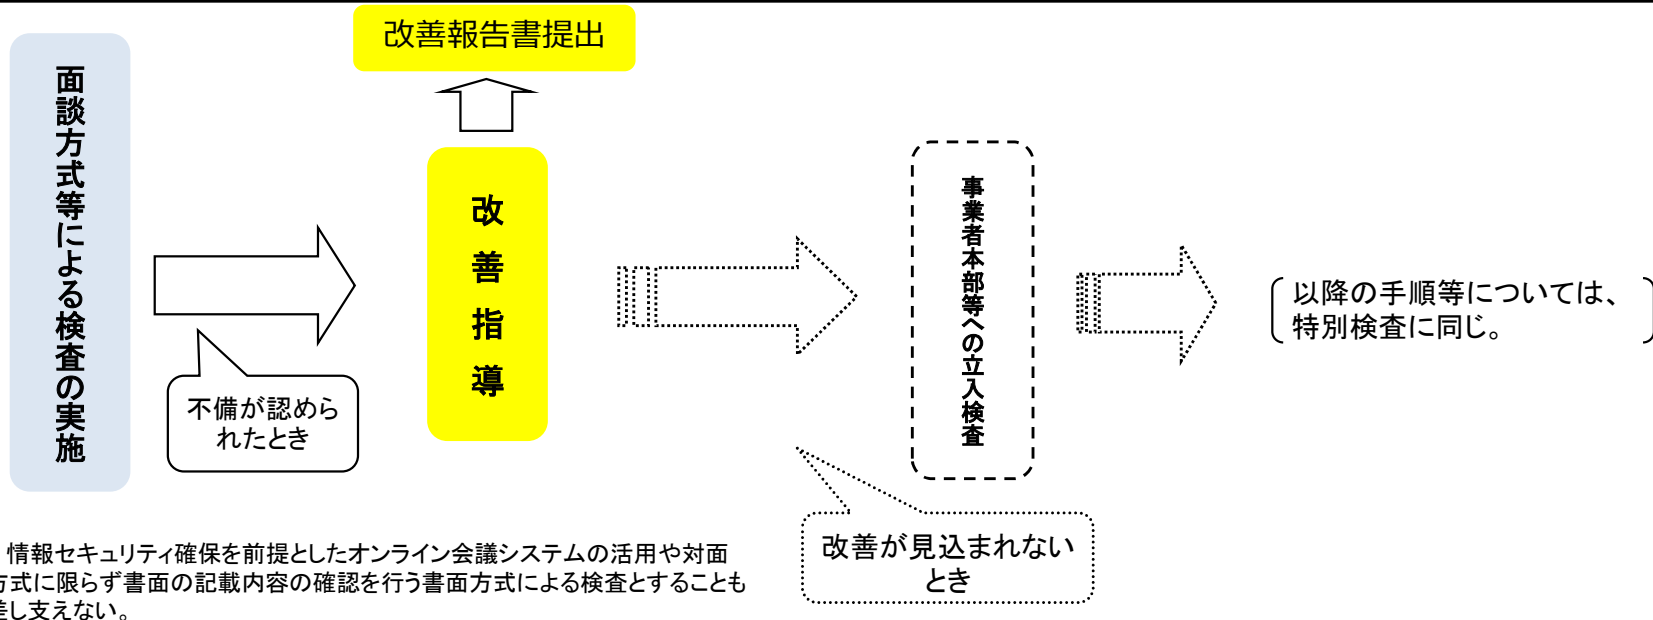 改善報告書提出
面談方式等による検査の実施
改善指導
不備が認めら
れたとき
事業者本部等への立入検査
改善が見込まれない
とき
以降の手順等については、
特別検査に同じ。
情報セキュリティ確保を前提としたオンライン会議システムの活用や対面
方式に限らず書面の記載内容の確認を行う書面方式による検査とすることも
差し支えない。